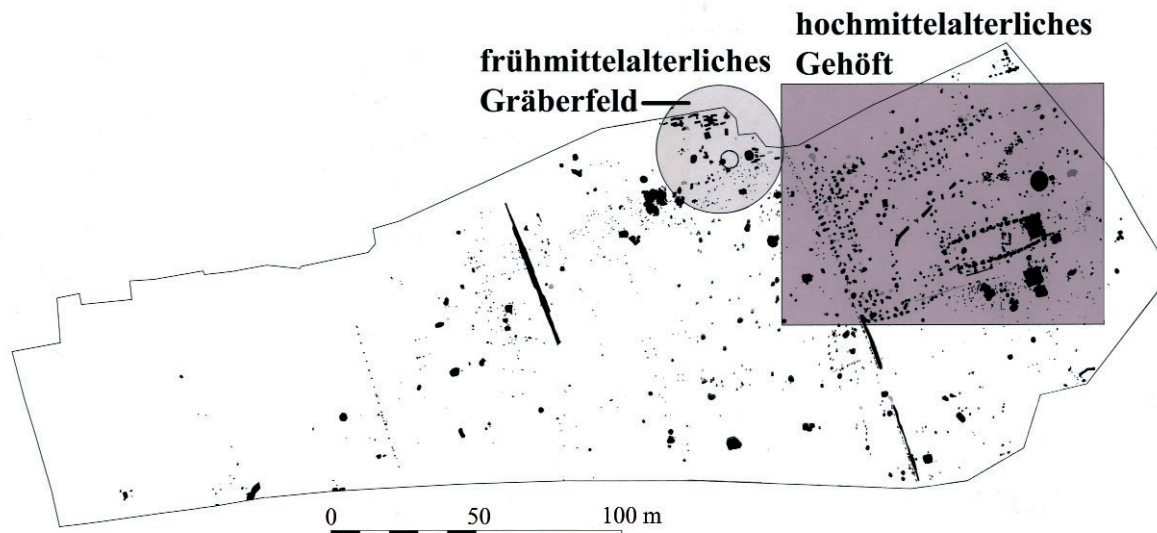 frühmittelalterliches
Gräberfeld
hochmittelalterliches
Gehöft
0 50 100 m